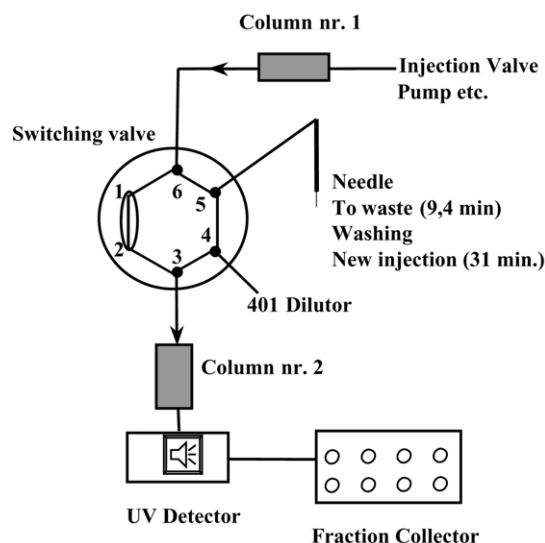 Column nr. 1
Injection Valve
Pump etc.
Switching valve
1
6
5
2
3
4
Needle
To waste (9,4 min)
Washing
New injection (31 min.)
401 Dilutor
Column nr. 2
UV Detector
Fraction Collector